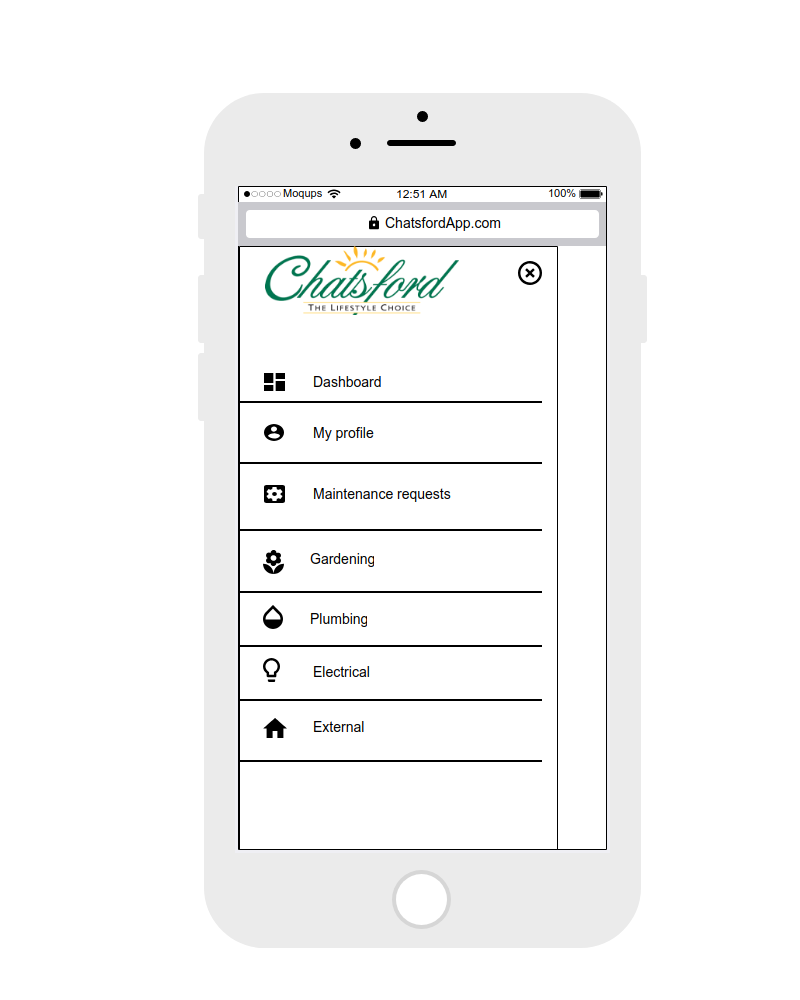 Moqups 12:51 AM 100%
ChatsfordApp.com
Chatsford
THE LIFESTYLE CHOICE
Dashboard
My profile
Maintenance requests
Gardening
Plumbing
Electrical
External